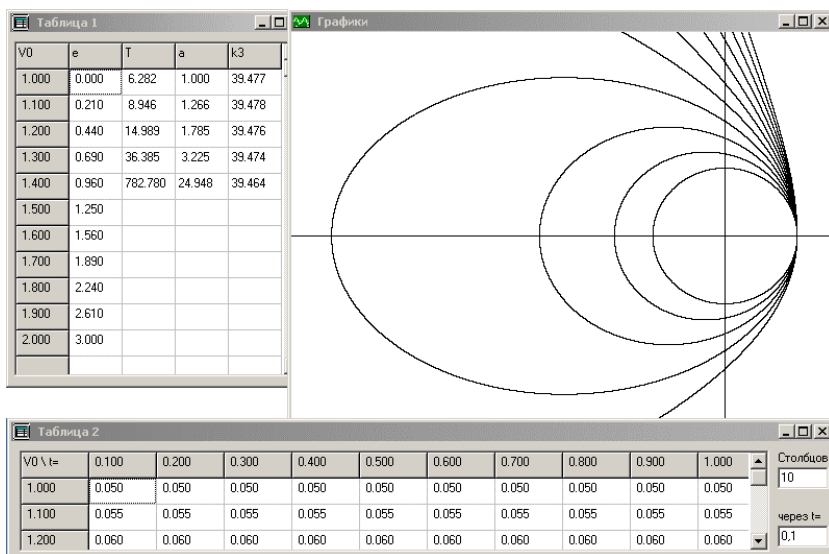 Таблица 1
V0 e T a k3
1.000 0.000 6.282 1.000 39.477
1.100 0.210 8.946 1.266 39.478
1.200 0.440 14.989 1.785 39.476
1.300 0.690 36.385 3.225 39.474
1.400 0.960 782.780 24.948 39.464
1.500 1.250
1.600 1.560
1.700 1.890
1.800 2.240
1.900 2.610
2.000 3.000
Графики
Таблица 2
V0 \ t= 0.100 0.200 0.300 0.400 0.500 0.600 0.700 0.800 0.900 1.000
1.000 0.050 0.050 0.050 0.050 0.050 0.050 0.050 0.050 0.050 0.050
1.100 0.055 0.055 0.055 0.055 0.055 0.055 0.055 0.055 0.055 0.055
1.200 0.060 0.060 0.060 0.060 0.060 0.060 0.060 0.060 0.060 0.060
Столбцов
10
через t=
0,1